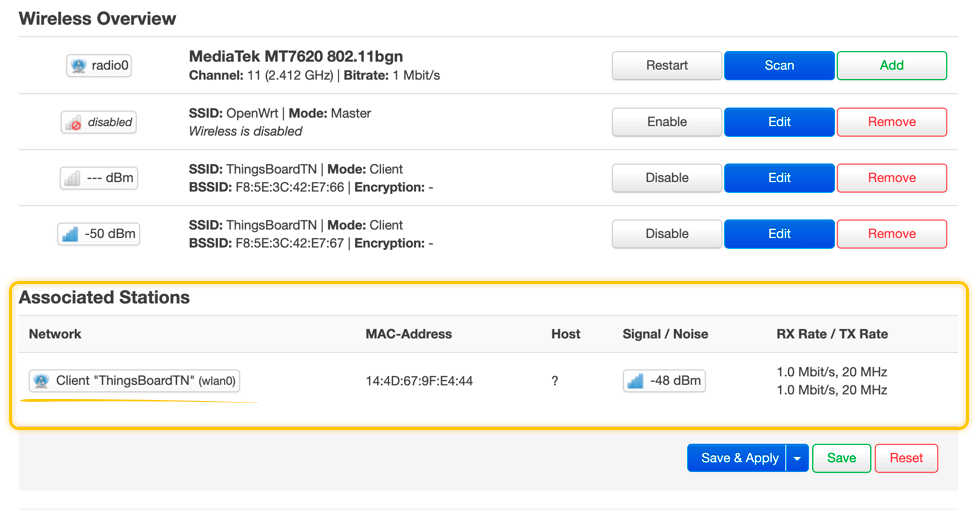 Wireless Overview
radio0
MediaTek MT7620 802.11bgn
Channel: 11 (2.412 GHz) | Bitrate: 1 Mbit/s
Restart
Scan
Add
disabled
SSID: OpenWrt | Mode: Master
Wireless is disabled
Enable
Edit
Remove
--- dBm
SSID: ThingsBoardTN | Mode: Client
BSSID: F8:5E:3C:42:E7:66 | Encryption: -
Disable
Edit
Remove
-50 dBm
SSID: ThingsBoardTN | Mode: Client
BSSID: F8:5E:3C:42:E7:67 | Encryption: -
Disable
Edit
Remove
Associated Stations
Network MAC-Address Host Signal / Noise RX Rate / TX Rate
Client "ThingsBoardTN" (wlan0) 14:4D:67:9F:E4:44 ? -48 dBm 1.0 Mbit/s, 20 MHz
1.0 Mbit/s, 20 MHz
Save & Apply
Save
Reset